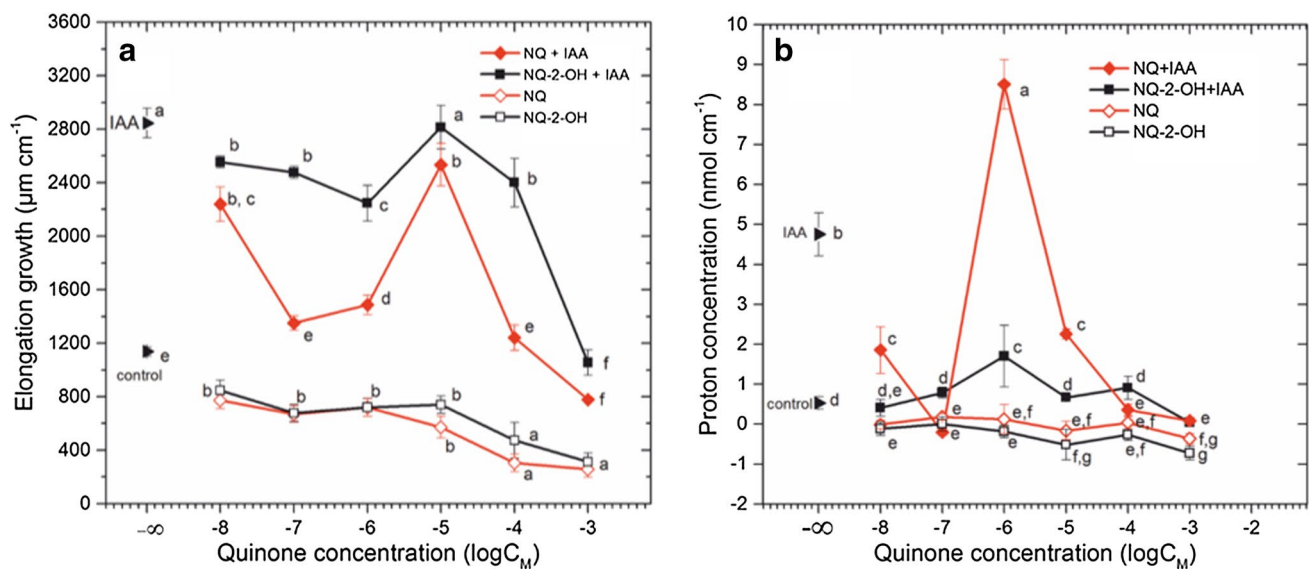 a
Elongation growth (µm cm⁻¹)
3600
3200
2800
2400
2000
1600
1200
800
400
0
NQ + IAA
NQ-2-OH + IAA
NQ
NQ-2-OH
IAA a
control e
b b c a b
b, c e d b e f
f
b b b b a
b a a
-∞ -8 -7 -6 -5 -4 -3
Quinone concentration (logC_M)
b
Proton concentration (nmol cm⁻¹)
10
9
8
7
6
5
4
3
2
1
0
-1
-2
NQ+IAA
NQ-2-OH+IAA
NQ
NQ-2-OH
IAA b
control d
a
c c c
d,e d d d
e e,f e,f e e,f e
e e e f,g e,f f,g
g
-∞ -8 -7 -6 -5 -4 -3 -2
Quinone concentration (logC_M)